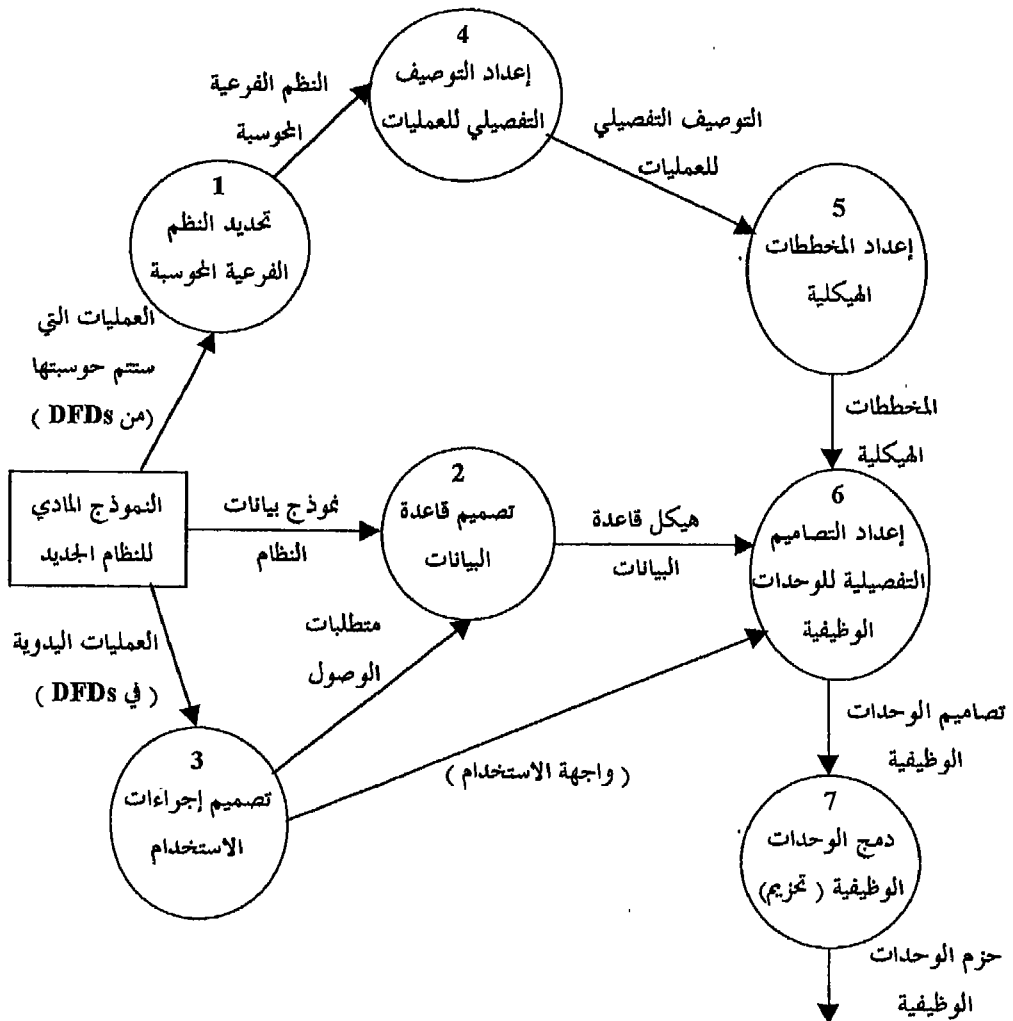 4
إعداد التوصيف
التفصيلي للعمليات
النظم الفرعية
المحوسبة
التوصيف التفصيلي
للعمليات
1
تحديد النظم
الفرعية المحوسبة
5
إعداد المخططات
الهيكلية
العمليات التي
ستتم حوسبتها
(من DFDs )
المخططات
الهيكلية
النموذج المادي
للنظام الجديد
نموذج بيانات
النظام
2
تصميم قاعدة
البيانات
هيكل قاعدة
البيانات
6
إعداد التصاميم
التفصيلية للوحدات
الوظيفية
العمليات اليدوية
( في DFDs )
متطلبات
الوصول
3
تصميم إجراءات
الاستخدام
( واجهة الاستخدام )
تصاميم الوحدات
الوظيفية
7
دمج الوحدات
الوظيفية ( تحزيم)
حزم الوحدات
الوظيفية